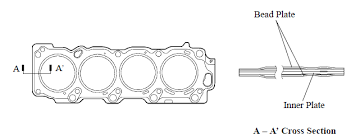 Bead Plate
A
A'
Inner Plate
A – A' Cross Section